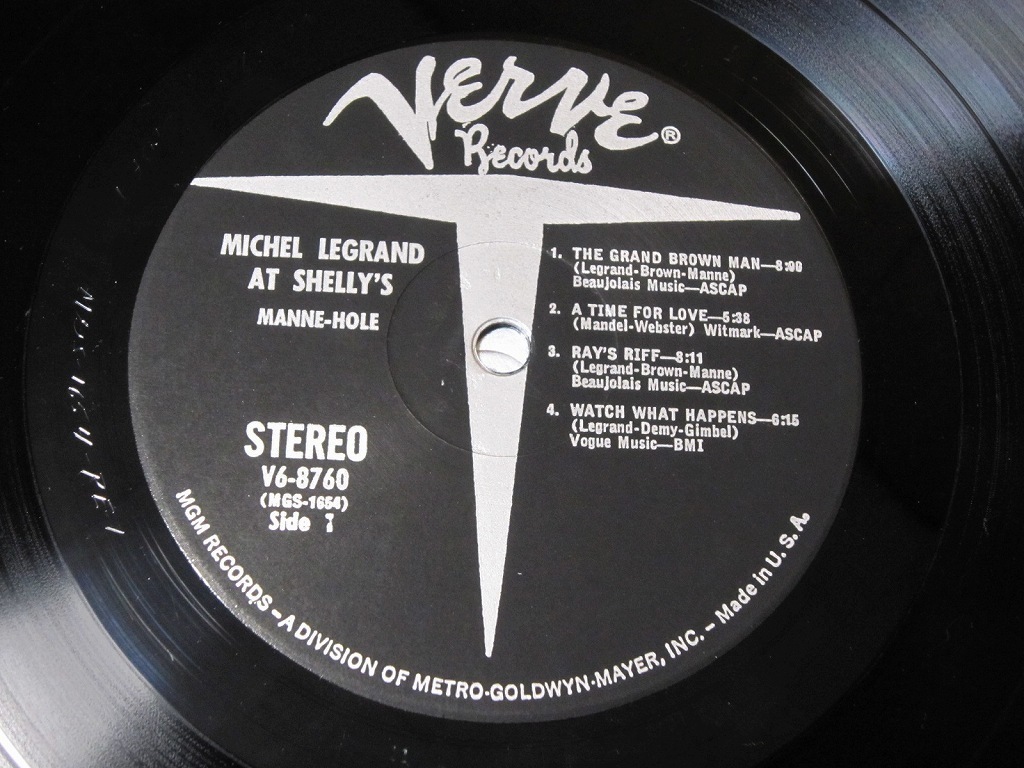 Verve®
Records
MICHEL LEGRAND
AT SHELLY'S
MANNE-HOLE
STEREO
V6-8760
(MGS-1654)
Side 1
1. THE GRAND BROWN MAN—8:00
(Legrand-Brown-Manne)
Beaujolais Music—ASCAP
2. A TIME FOR LOVE—5:38
(Mandel-Webster) Witmark—ASCAP
3. RAY'S RIFF—8:11
(Legrand-Brown-Manne)
Beaujolais Music—ASCAP
4. WATCH WHAT HAPPENS—6:15
(Legrand-Demy-Gimbel)
Vogue Music—BMI
MGM RECORDS – A DIVISION OF METRO-GOLDWYN-MAYER, INC. – Made in U.S.A.